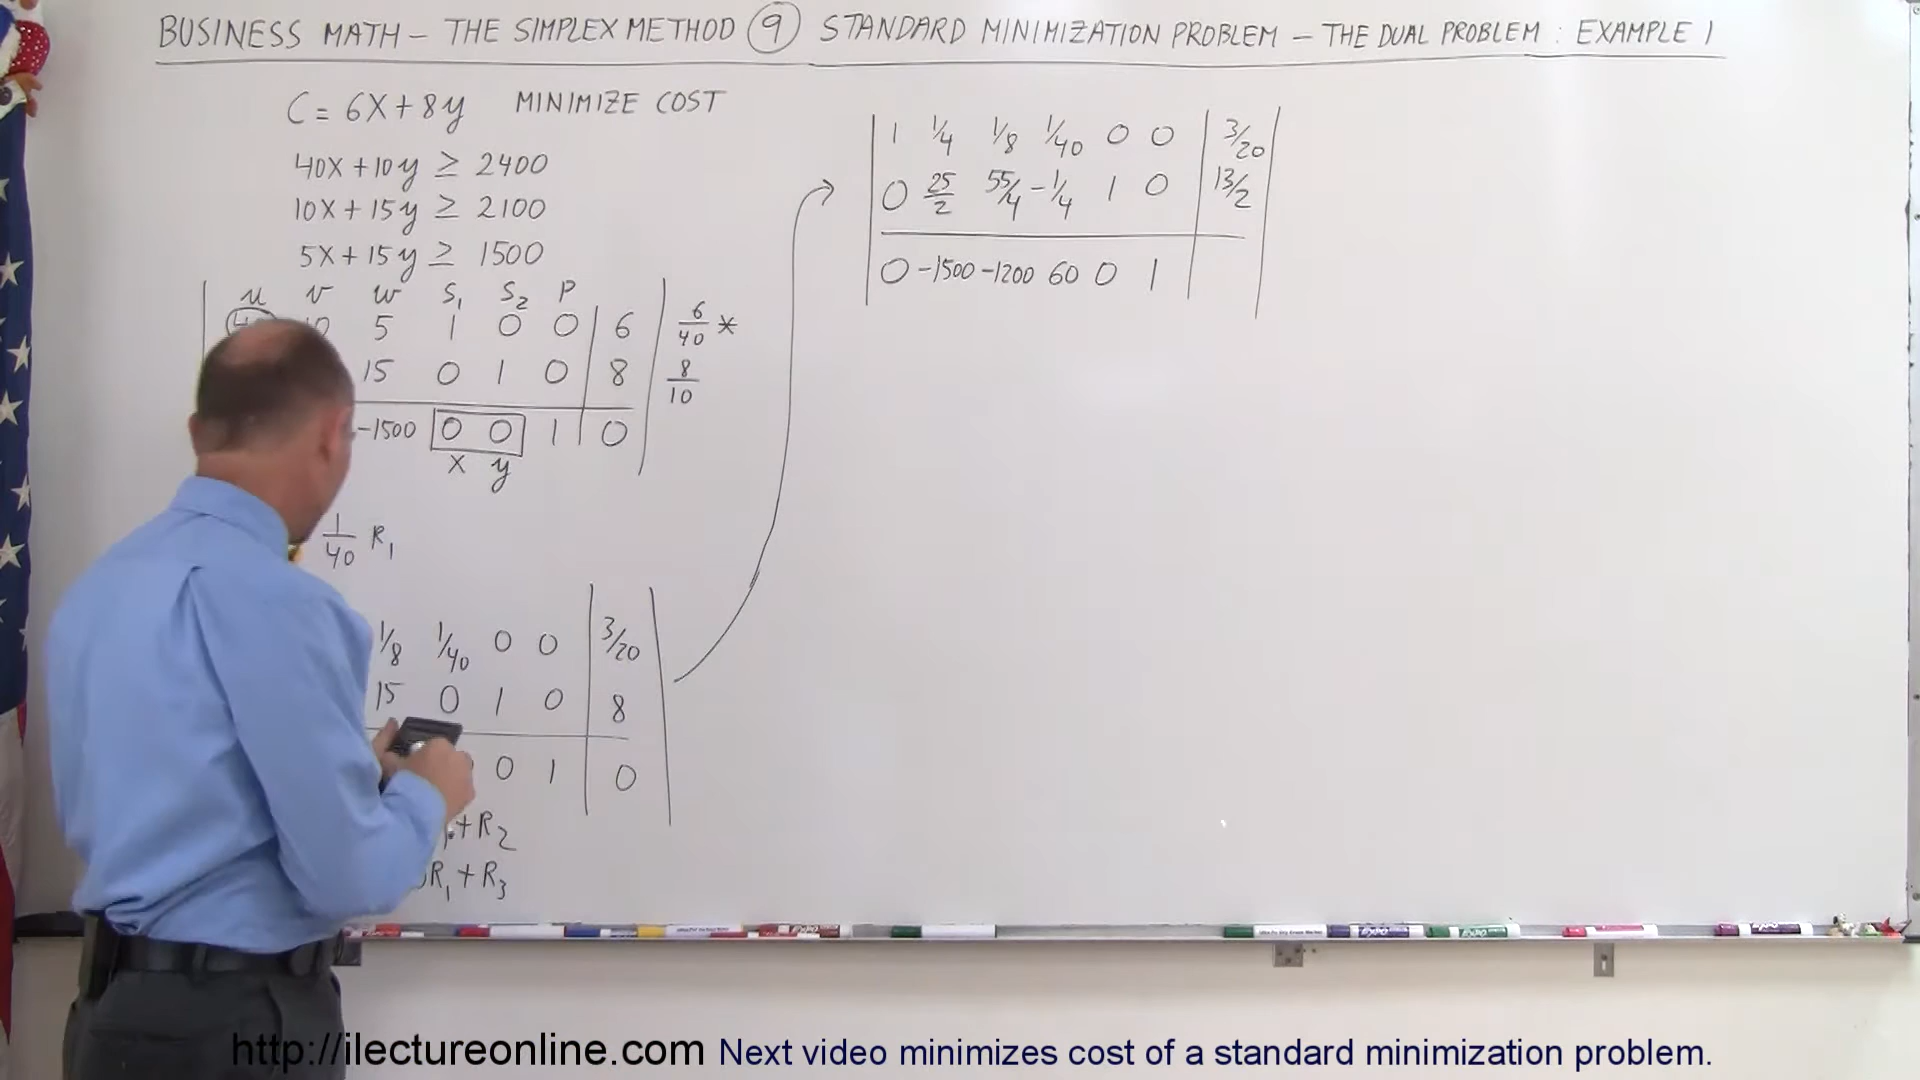 BUSINESS MATH – THE SIMPLEX METHOD 9 STANDARD MINIMIZATION PROBLEM – THE DUAL PROBLEM : EXAMPLE 1
C = 6X + 8y MINIMIZE COST
40X + 10y ≥ 2400
10X + 15y ≥ 2100
5X + 15y ≥ 1500
u v w S₁ S₂ P
5 1 0 0 6 6/40 *
15 0 1 0 8 8/10
-1500 0 0 1 0
x y
1/40 R₁
1/8 1/40 0 0 3/20
15 0 1 0 8
0 1 0
+ R₂
R₁ + R₃
1 1/4 1/8 1/40 0 0 3/20
0 25/2 55/4 -1/4 1 0 13/2
0 -1500 -1200 60 0 1
EXPO
EXPO
http://ilectureonline.com Next video minimizes cost of a standard minimization problem.